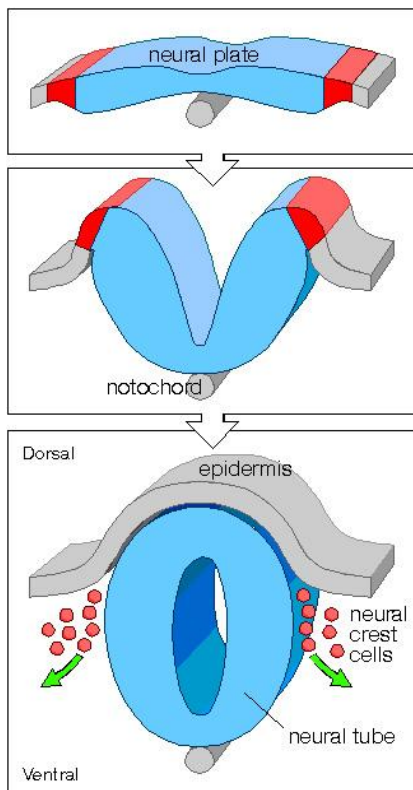 neural plate
notochord
Dorsal
epidermis
neural
crest
cells
neural tube
Ventral